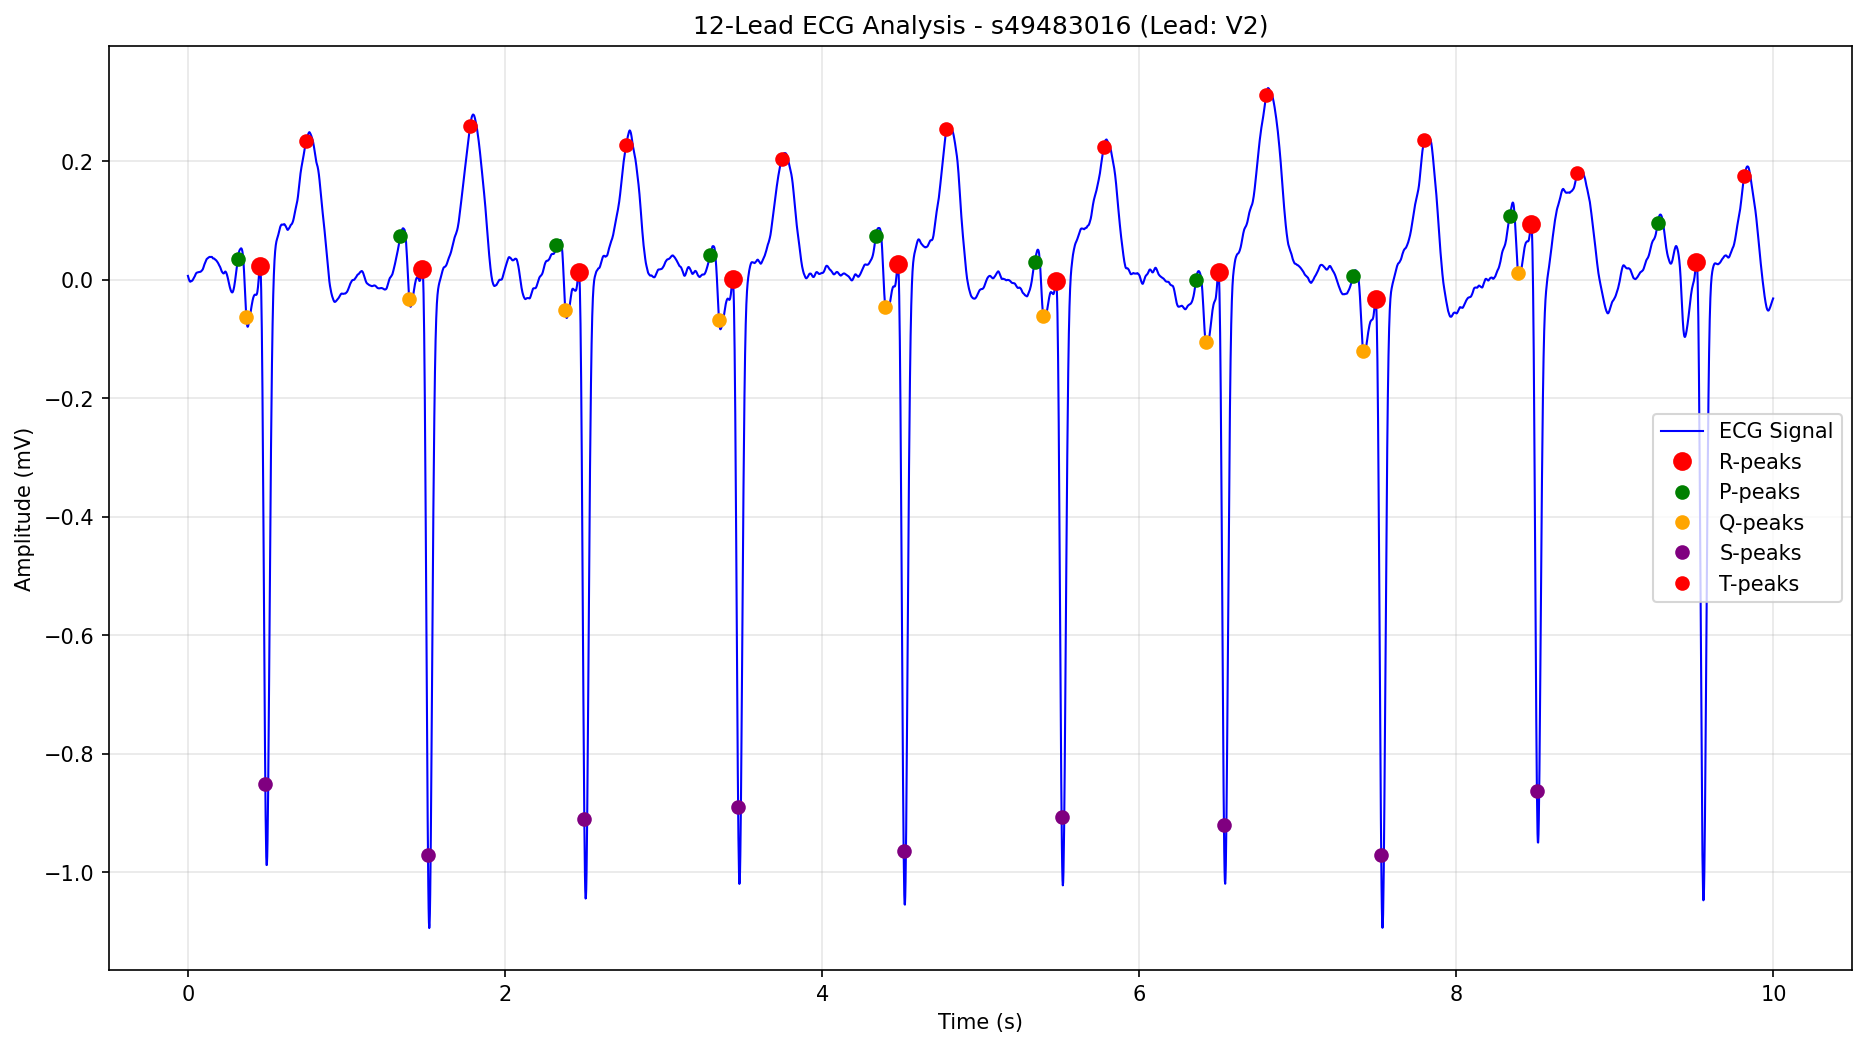 12-Lead ECG Analysis - s49483016 (Lead: V2)
Amplitude (mV)
0.2
0.0
−0.2
−0.4
−0.6
−0.8
−1.0
ECG Signal
R-peaks
P-peaks
Q-peaks
S-peaks
T-peaks
0 2 4 6 8 10
Time (s)